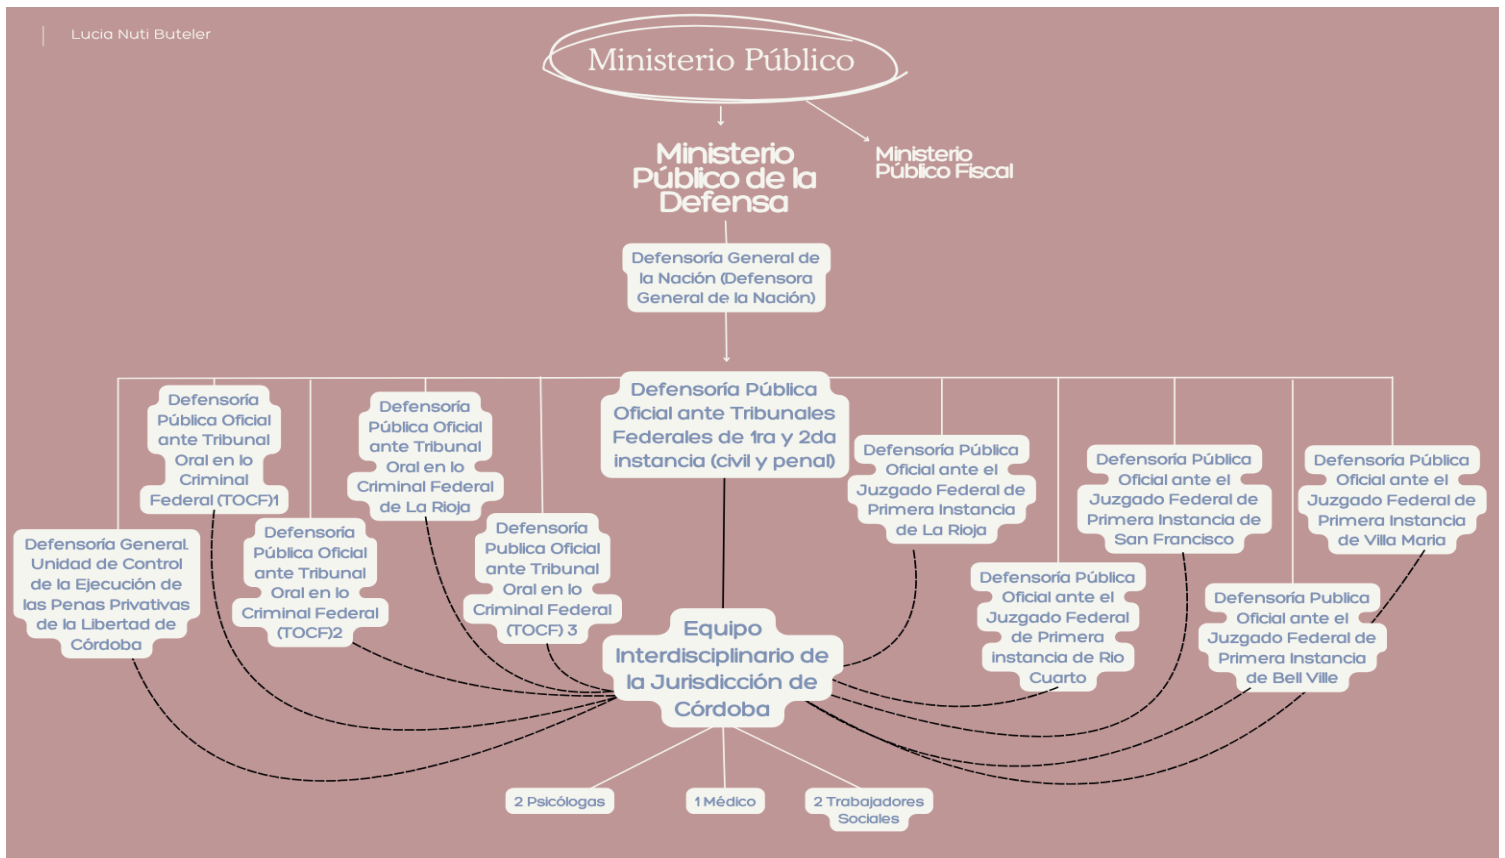 Lucia Nuti Buteler
Ministerio Público
Ministerio
Público de la
Defensa
Ministerio
Público Fiscal
Defensoría General de
la Nación (Defensora
General de la Nación)
Defensoría Pública
Oficial ante Tribunales
Federales de 1ra y 2da
instancia (civil y penal)
Defensoría General.
Unidad de Control
de la Ejecución de
las Penas Privativas
de la Libertad de
Córdoba
Defensoría
Pública Oficial
ante Tribunal
Oral en lo
Criminal
Federal (TOCF)1
Defensoría
Pública Oficial
ante Tribunal
Oral en lo
Criminal Federal
(TOCF)2
Defensoría
Pública Oficial
ante Tribunal
Oral en lo
Criminal Federal
de La Rioja
Defensoría
Publica Oficial
ante Tribunal
Oral en lo
Criminal Federal
(TOCF) 3
Defensoría Pública
Oficial ante el
Juzgado Federal de
Primera Instancia
de La Rioja
Defensoría Pública
Oficial ante el
Juzgado Federal
de Primera
instancia de Rio
Cuarto
Defensoría Pública
Oficial ante el
Juzgado Federal de
Primera Instancia de
San Francisco
Defensoría Publica
Oficial ante el
Juzgado Federal de
Primera Instancia
de Bell Ville
Defensoría Pública
Oficial ante el
Juzgado Federal de
Primera Instancia
de Villa Maria
Equipo
Interdisciplinario de
la Jurisdicción de
Córdoba
2 Psicólogas
1 Médico
2 Trabajadores
Sociales